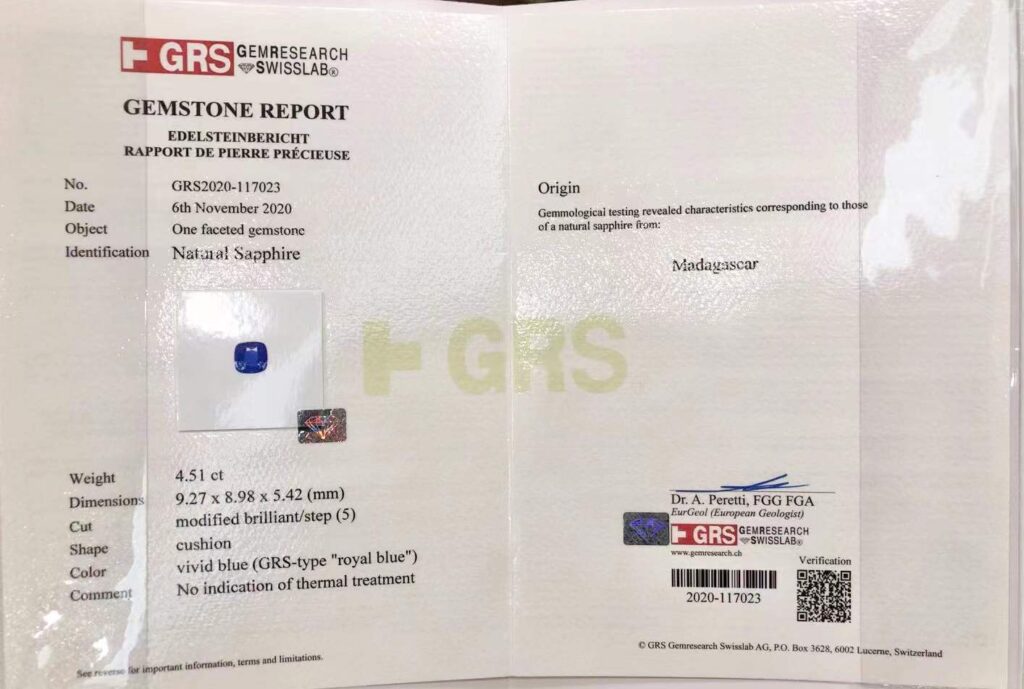 GRS GEMRESEARCH
SWISSLAB®
GEMSTONE REPORT
EDELSTEINBERICHT
RAPPORT DE PIERRE PRÉCIEUSE
No. GRS2020-117023
Date 6th November 2020
Object One faceted gemstone
Identification Natural Sapphire
Weight 4.51 ct
Dimensions 9.27 x 8.98 x 5.42 (mm)
Cut modified brilliant/step (5)
Shape cushion
Color vivid blue (GRS-type "royal blue")
Comment No indication of thermal treatment
See reverse for important information, terms and limitations.
GRS
Origin
Gemmological testing revealed characteristics corresponding to those
of a natural sapphire from:
Madagascar
Dr. A. Peretti, FGG FGA
EurGeol (European Geologist)
GRS GEMRESEARCH
SWISSLAB®
www.gemresearch.ch
Verification
2020-117023
© GRS Gemresearch Swisslab AG, P.O. Box 3628, 6002 Lucerne, Switzerland